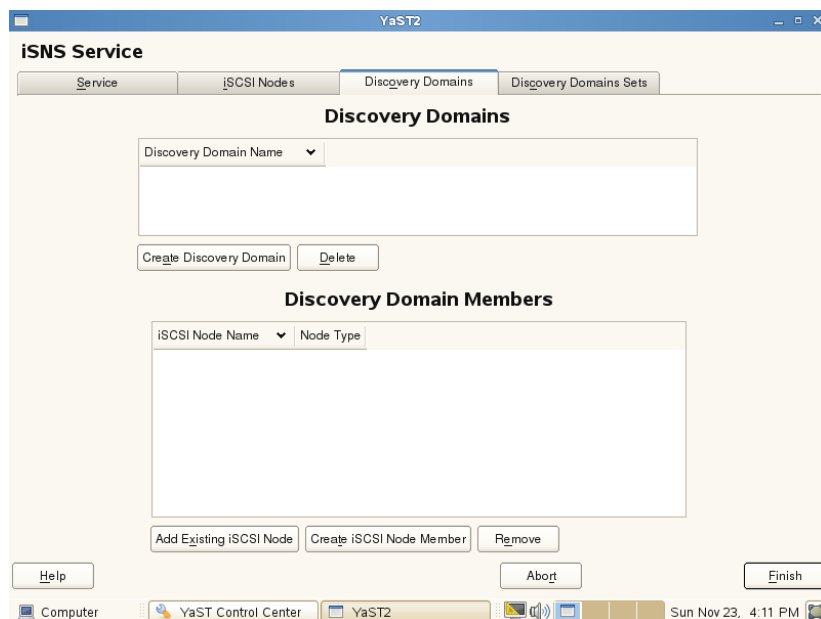 YaST2
iSNS Service
Service iSCSI Nodes Discovery Domains Discovery Domains Sets
Discovery Domains
Discovery Domain Name
Create Discovery Domain Delete
Discovery Domain Members
iSCSI Node Name Node Type
Add Existing iSCSI Node Create iSCSI Node Member Remove
Help Abort Finish
Computer YaST Control Center YaST2 Sun Nov 23, 4:11 PM